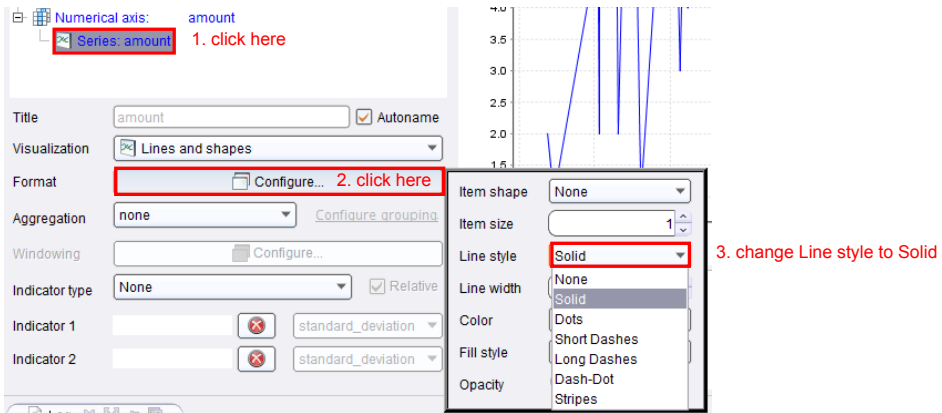 Numerical axis: amount
Series: amount 1. click here
Title amount Autoname
Visualization Lines and shapes
Format Configure... 2. click here
Aggregation none Configure grouping
Windowing Configure...
Indicator type None Relative
Indicator 1 standard_deviation
Indicator 2 standard_deviation
Log
4.0
3.5
3.0
2.5
2.0
1.5
Item shape None
Item size 1
Line style Solid 3. change Line style to Solid
Line width
Color
Fill style
Opacity
None
Solid
Dots
Short Dashes
Long Dashes
Dash-Dot
Stripes